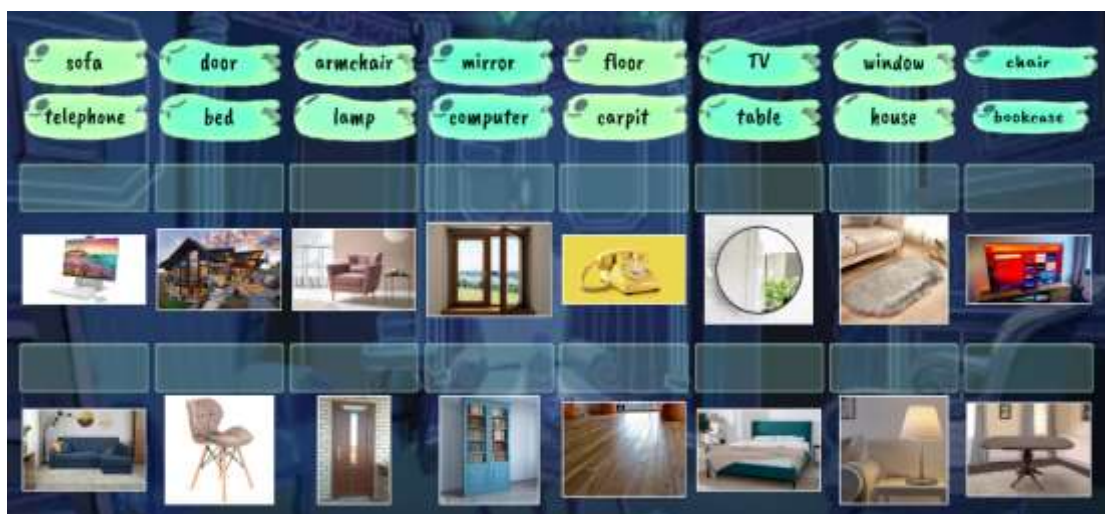 sofa door armchair mirror floor TV window chair
telephone bed lamp computer carpit table house bookcase